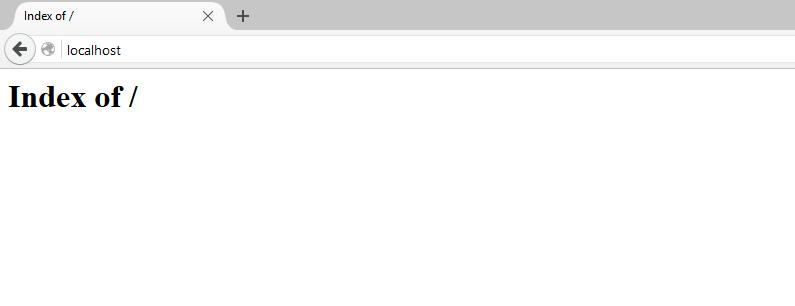 Index of /
localhost
Index of /